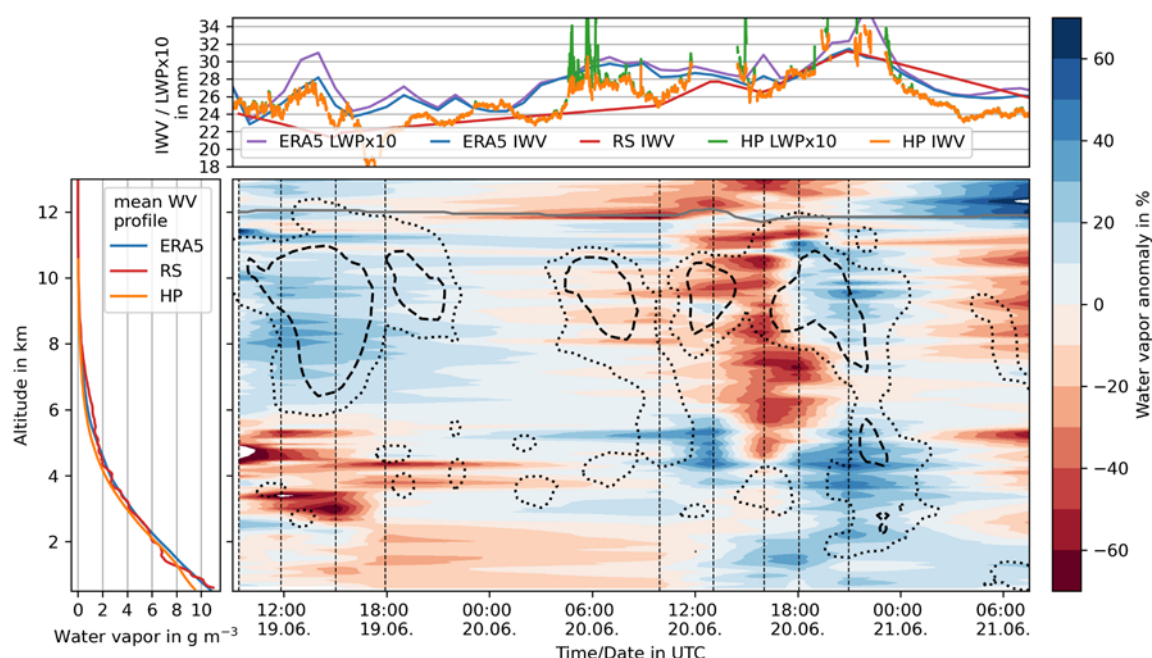 IWV / LWPx10
in mm
34
32
30
28
26
24
22
20
18
ERA5 LWPx10
ERA5 IWV
RS IWV
HP LWPx10
HP IWV
Altitude in km
12
10
8
6
4
2
mean WV
profile
ERA5
RS
HP
0 2 4 6 8 10
Water vapor in g m⁻³
12:00 18:00 00:00 06:00 12:00 18:00 00:00 06:00
19.06. 19.06. 20.06. 20.06. 20.06. 20.06. 21.06. 21.06.
Time/Date in UTC
60
40
20
0
−20
−40
−60
Water vapor anomaly in %